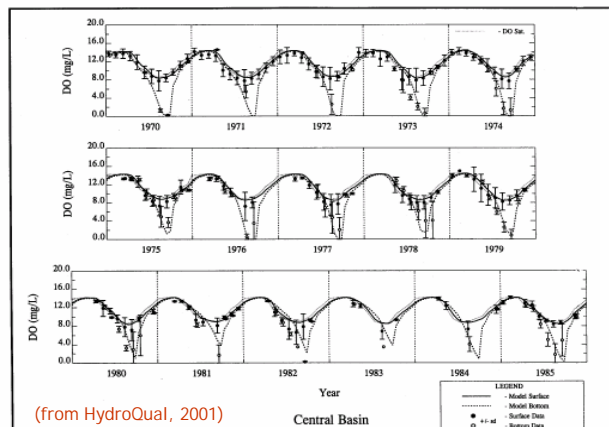 - DO Sat.
DO (mg/L)
20.0
16.0
12.0
8.0
4.0
0.0
1970 1971 1972 1973 1974
DO (mg/L)
20.0
16.0
12.0
8.0
4.0
0.0
1975 1976 1977 1978 1979
DO (mg/L)
20.0
16.0
12.0
8.0
4.0
0.0
1980 1981 1982 1983 1984 1985
Year
(from HydroQual, 2001)
Central Basin
LEGEND
- Model Surface
- Model Bottom
- Surface Data
+/- sd
- Bottom Data